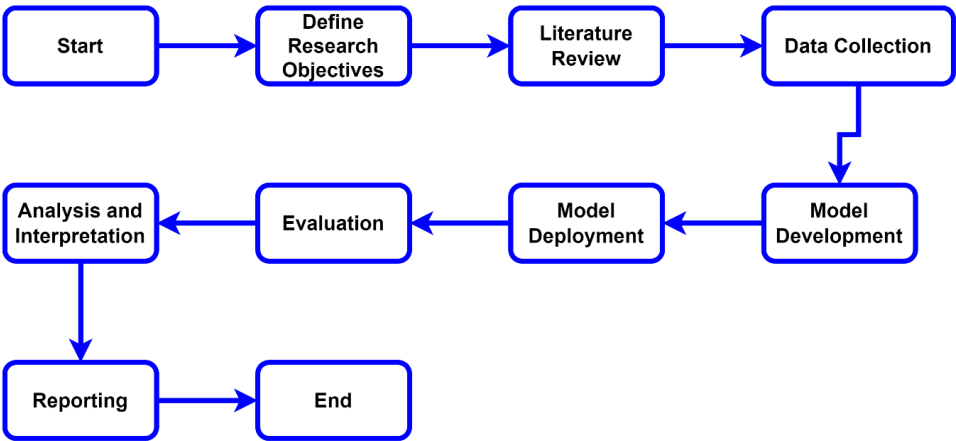 Start
Define
Research
Objectives
Literature
Review
Data Collection
Model
Development
Model
Deployment
Evaluation
Analysis and
Interpretation
Reporting
End